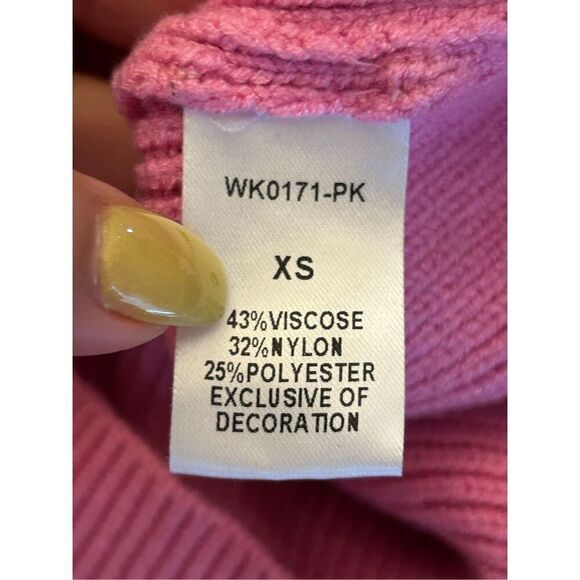 WK0171-PK
XS
43%VISCOSE
32%NYLON
25%POLYESTER
EXCLUSIVE OF
DECORATION